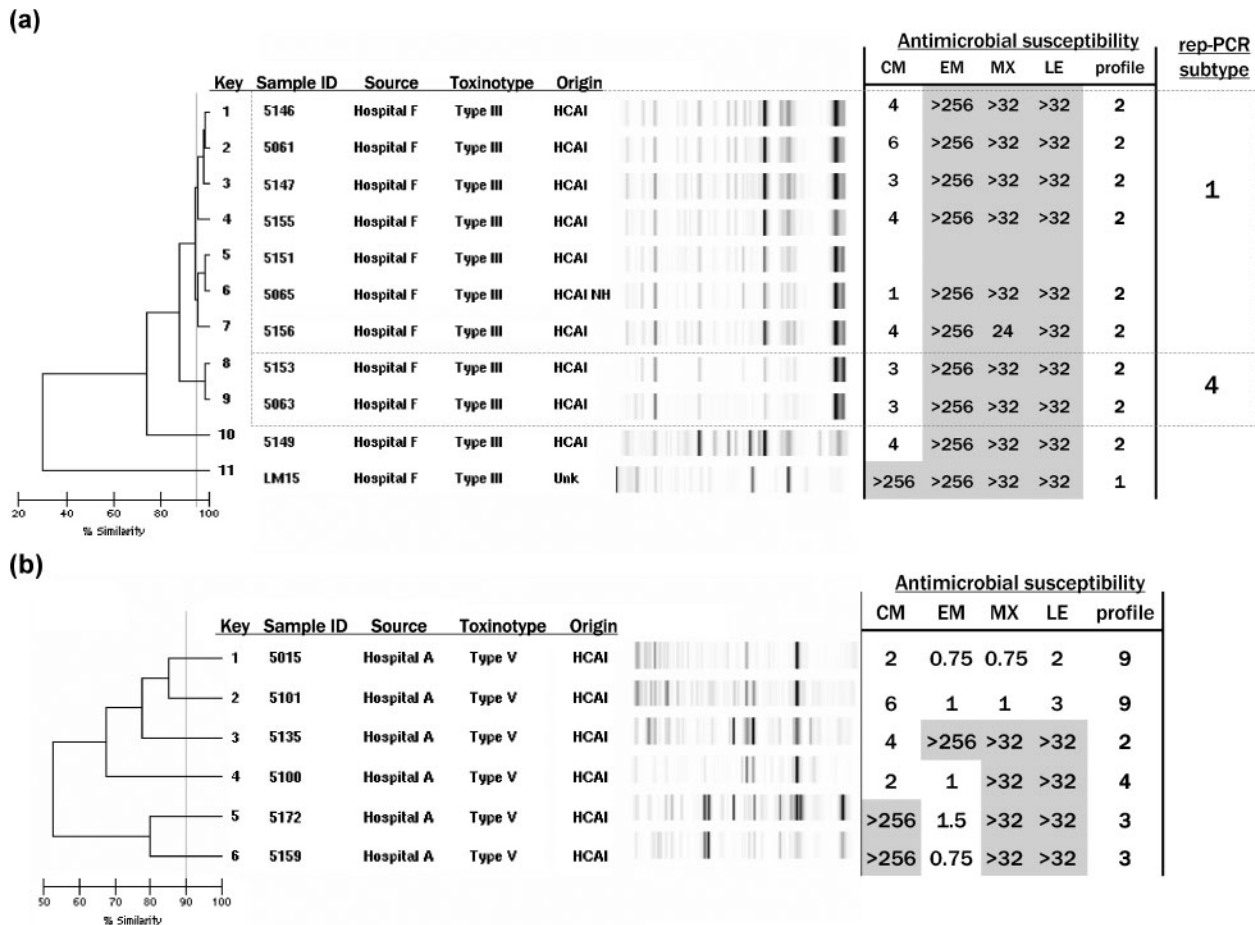 (a)
Antimicrobial susceptibility rep-PCR
subtype
Key Sample ID Source Toxinotype Origin CM EM MX LE profile
1 5146 Hospital F Type III HCAI 4 >256 >32 >32 2
2 5061 Hospital F Type III HCAI 6 >256 >32 >32 2
3 5147 Hospital F Type III HCAI 3 >256 >32 >32 2
1
4 5155 Hospital F Type III HCAI 4 >256 >32 >32 2
5 5151 Hospital F Type III HCAI
6 5065 Hospital F Type III HCAI NH 1 >256 >32 >32 2
7 5156 Hospital F Type III HCAI 4 >256 24 >32 2
8 5153 Hospital F Type III HCAI 3 >256 >32 >32 2
4
9 5063 Hospital F Type III HCAI 3 >256 >32 >32 2
10 5149 Hospital F Type III HCAI 4 >256 >32 >32 2
11 LM15 Hospital F Type III Unk >256 >256 >32 >32 1
20 40 60 80 100
% Similarity
(b)
Antimicrobial susceptibility
Key Sample ID Source Toxinotype Origin CM EM MX LE profile
1 5015 Hospital A Type V HCAI 2 0.75 0.75 2 9
2 5101 Hospital A Type V HCAI 6 1 1 3 9
3 5135 Hospital A Type V HCAI 4 >256 >32 >32 2
4 5100 Hospital A Type V HCAI 2 1 >32 >32 4
5 5172 Hospital A Type V HCAI >256 1.5 >32 >32 3
6 5159 Hospital A Type V HCAI >256 0.75 >32 >32 3
50 60 70 80 90 100
% Similarity